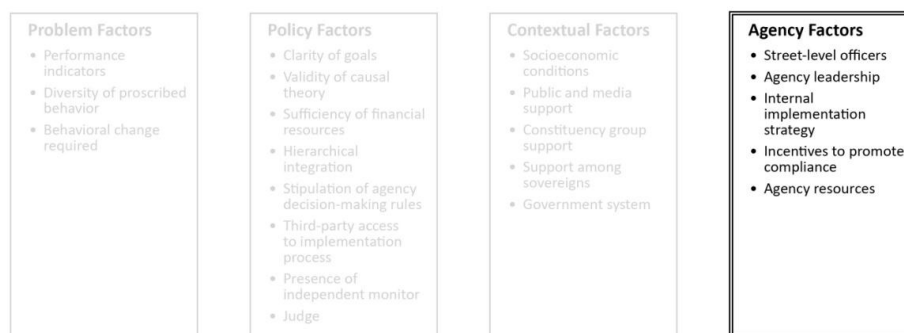 Problem Factors
• Performance
indicators
• Diversity of proscribed
behavior
• Behavioral change
required
Policy Factors
• Clarity of goals
• Validity of causal
theory
• Sufficiency of financial
resources
• Hierarchical
integration
• Stipulation of agency
decision-making rules
• Third-party access
to implementation
process
• Presence of
independent monitor
• Judge
Contextual Factors
• Socioeconomic
conditions
• Public and media
support
• Constituency group
support
• Support among
sovereigns
• Government system
Agency Factors
• Street-level officers
• Agency leadership
• Internal
implementation
strategy
• Incentives to promote
compliance
• Agency resources